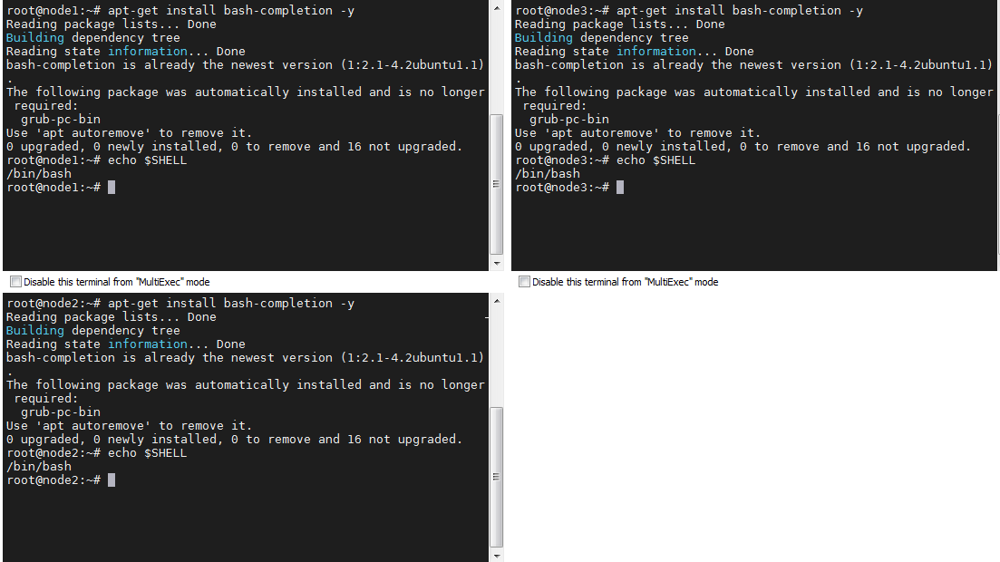 root@node1:~# apt-get install bash-completion -y
Reading package lists... Done
Building dependency tree
Reading state information... Done
bash-completion is already the newest version (1:2.1-4.2ubuntu1.1)
.
The following package was automatically installed and is no longer
 required:
  grub-pc-bin
Use 'apt autoremove' to remove it.
0 upgraded, 0 newly installed, 0 to remove and 16 not upgraded.
root@node1:~# echo $SHELL
/bin/bash
root@node1:~#
Disable this terminal from "MultiExec" mode
root@node3:~# apt-get install bash-completion -y
Reading package lists... Done
Building dependency tree
Reading state information... Done
bash-completion is already the newest version (1:2.1-4.2ubuntu1.1)
.
The following package was automatically installed and is no longer
 required:
  grub-pc-bin
Use 'apt autoremove' to remove it.
0 upgraded, 0 newly installed, 0 to remove and 16 not upgraded.
root@node3:~# echo $SHELL
/bin/bash
root@node3:~#
Disable this terminal from "MultiExec" mode
root@node2:~# apt-get install bash-completion -y
Reading package lists... Done
Building dependency tree
Reading state information... Done
bash-completion is already the newest version (1:2.1-4.2ubuntu1.1)
.
The following package was automatically installed and is no longer
 required:
  grub-pc-bin
Use 'apt autoremove' to remove it.
0 upgraded, 0 newly installed, 0 to remove and 16 not upgraded.
root@node2:~# echo $SHELL
/bin/bash
root@node2:~#